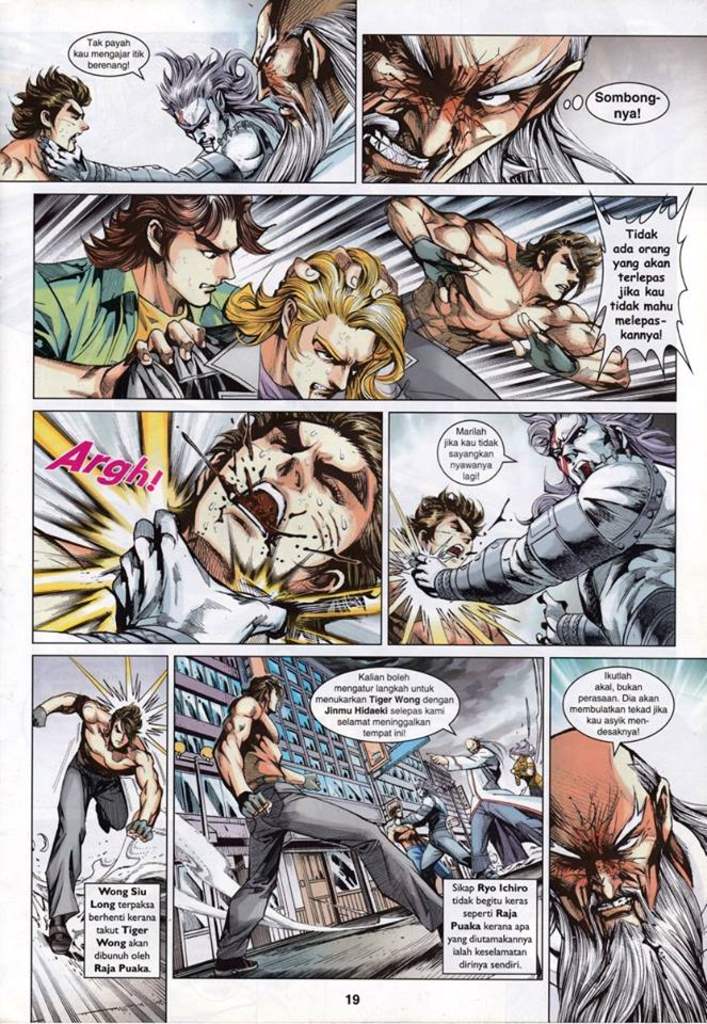 Tak payah
kau mengajar itik
berenang!
Sombong-
nya!
Tidak
ada orang
yang akan
terlepas
jika kau
tidak mahu
melepas-
kannya!
Argh!
Marilah
jika kau tidak
sayangkan
nyawanya
lagi!
Wong Siu
Long terpaksa
berhenti kerana
takut Tiger
Wong akan
dibunuh oleh
Raja Puaka.
Kalian boleh
mengatur langkah untuk
menukarkan Tiger Wong dengan
Jinmu Hidaeki selepas kami
selamat meninggalkan
tempat ini!
Sikap Ryu Ichiro
tidak begitu keras
seperti Raja
Puaka kerana apa
yang diutamakannya
ialah keselamatan
dirinya sendiri.
Ikutlah
akal, bukan
perasaan. Dia akan
membulatkan tekad jika
kau asyik men-
desaknya!
19